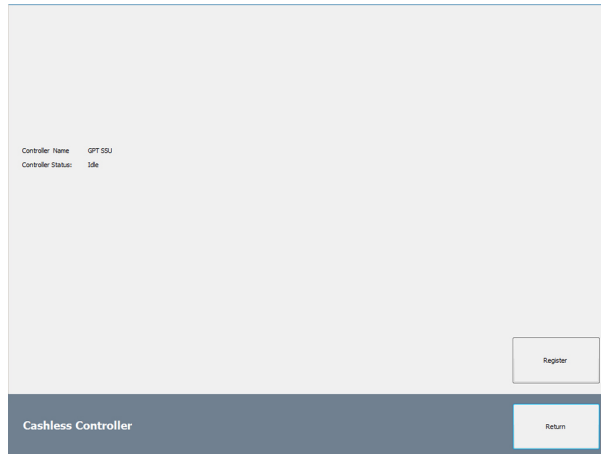 Controller Name GPT SSU
Controller Status: Idle
Register
Cashless Controller
Return